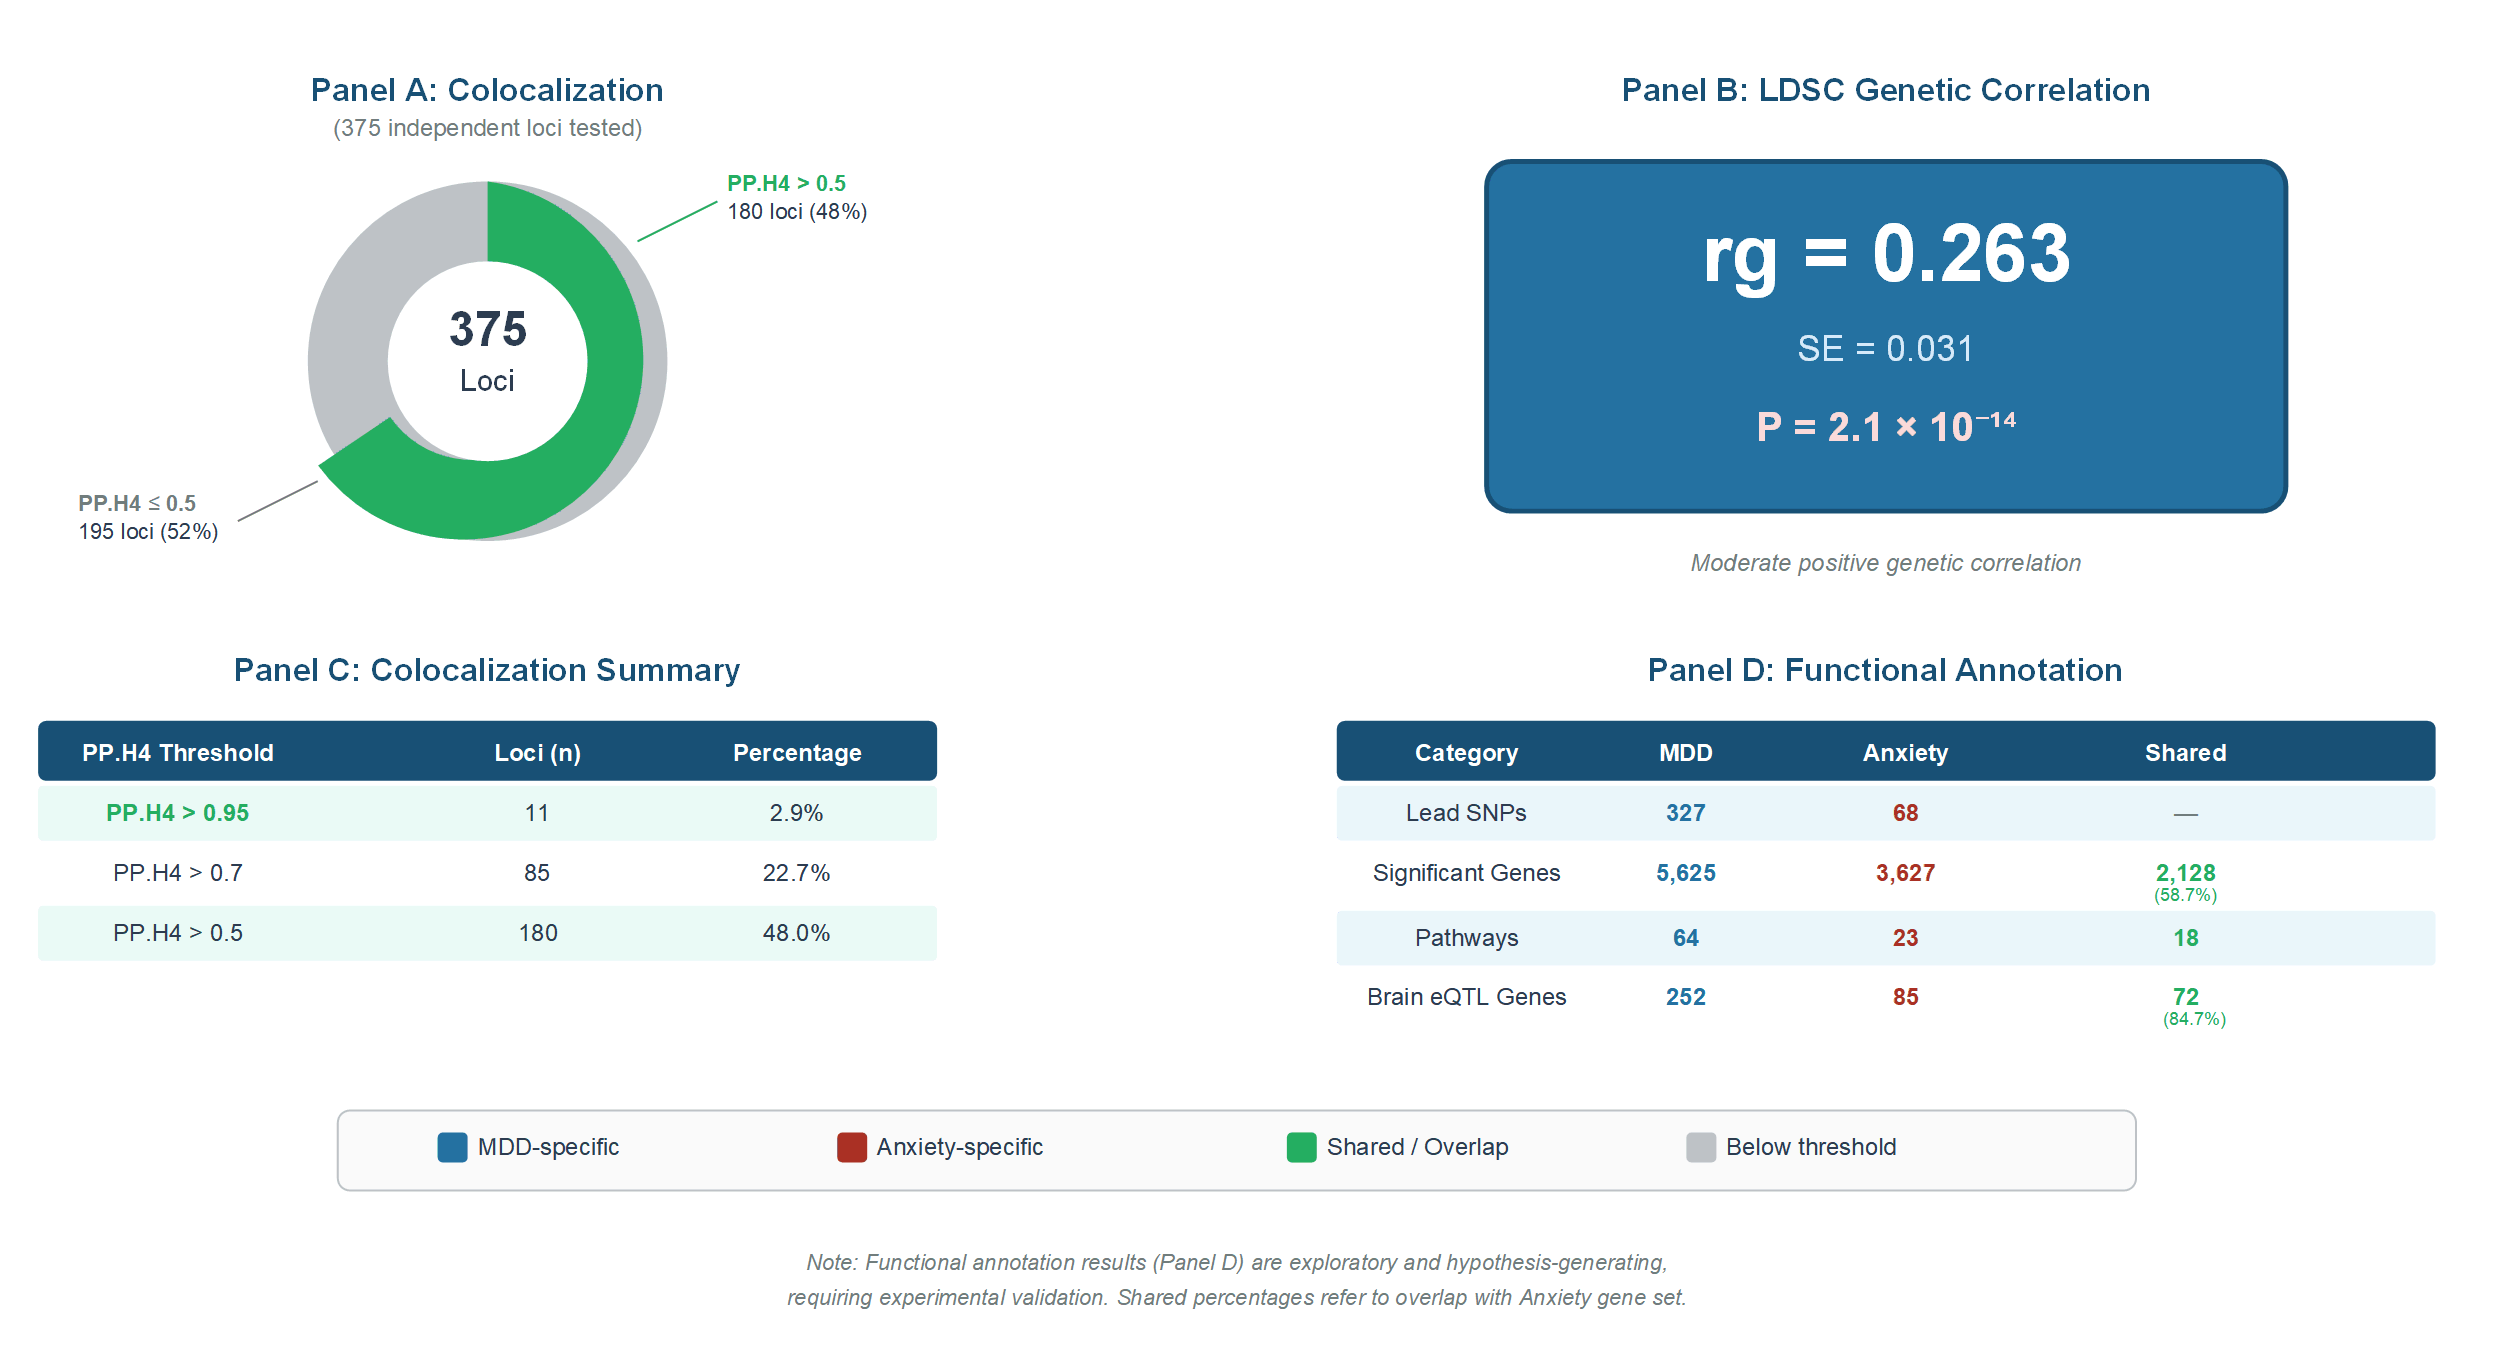 Panel A: Colocalization
(375 independent loci tested)
PP.H4 > 0.5
180 loci (48%)
375
Loci
PP.H4 ≤ 0.5
195 loci (52%)
Panel B: LDSC Genetic Correlation
rg = 0.263
SE = 0.031
P = 2.1 × 10⁻¹⁴
Moderate positive genetic correlation
Panel C: Colocalization Summary
PP.H4 Threshold Loci (n) Percentage
PP.H4 > 0.95 11 2.9%
PP.H4 > 0.7 85 22.7%
PP.H4 > 0.5 180 48.0%
Panel D: Functional Annotation
Category MDD Anxiety Shared
Lead SNPs 327 68 —
Significant Genes 5,625 3,627 2,128
(58.7%)
Pathways 64 23 18
Brain eQTL Genes 252 85 72
(84.7%)
MDD-specific Anxiety-specific Shared / Overlap Below threshold
Note: Functional annotation results (Panel D) are exploratory and hypothesis-generating,
requiring experimental validation. Shared percentages refer to overlap with Anxiety gene set.